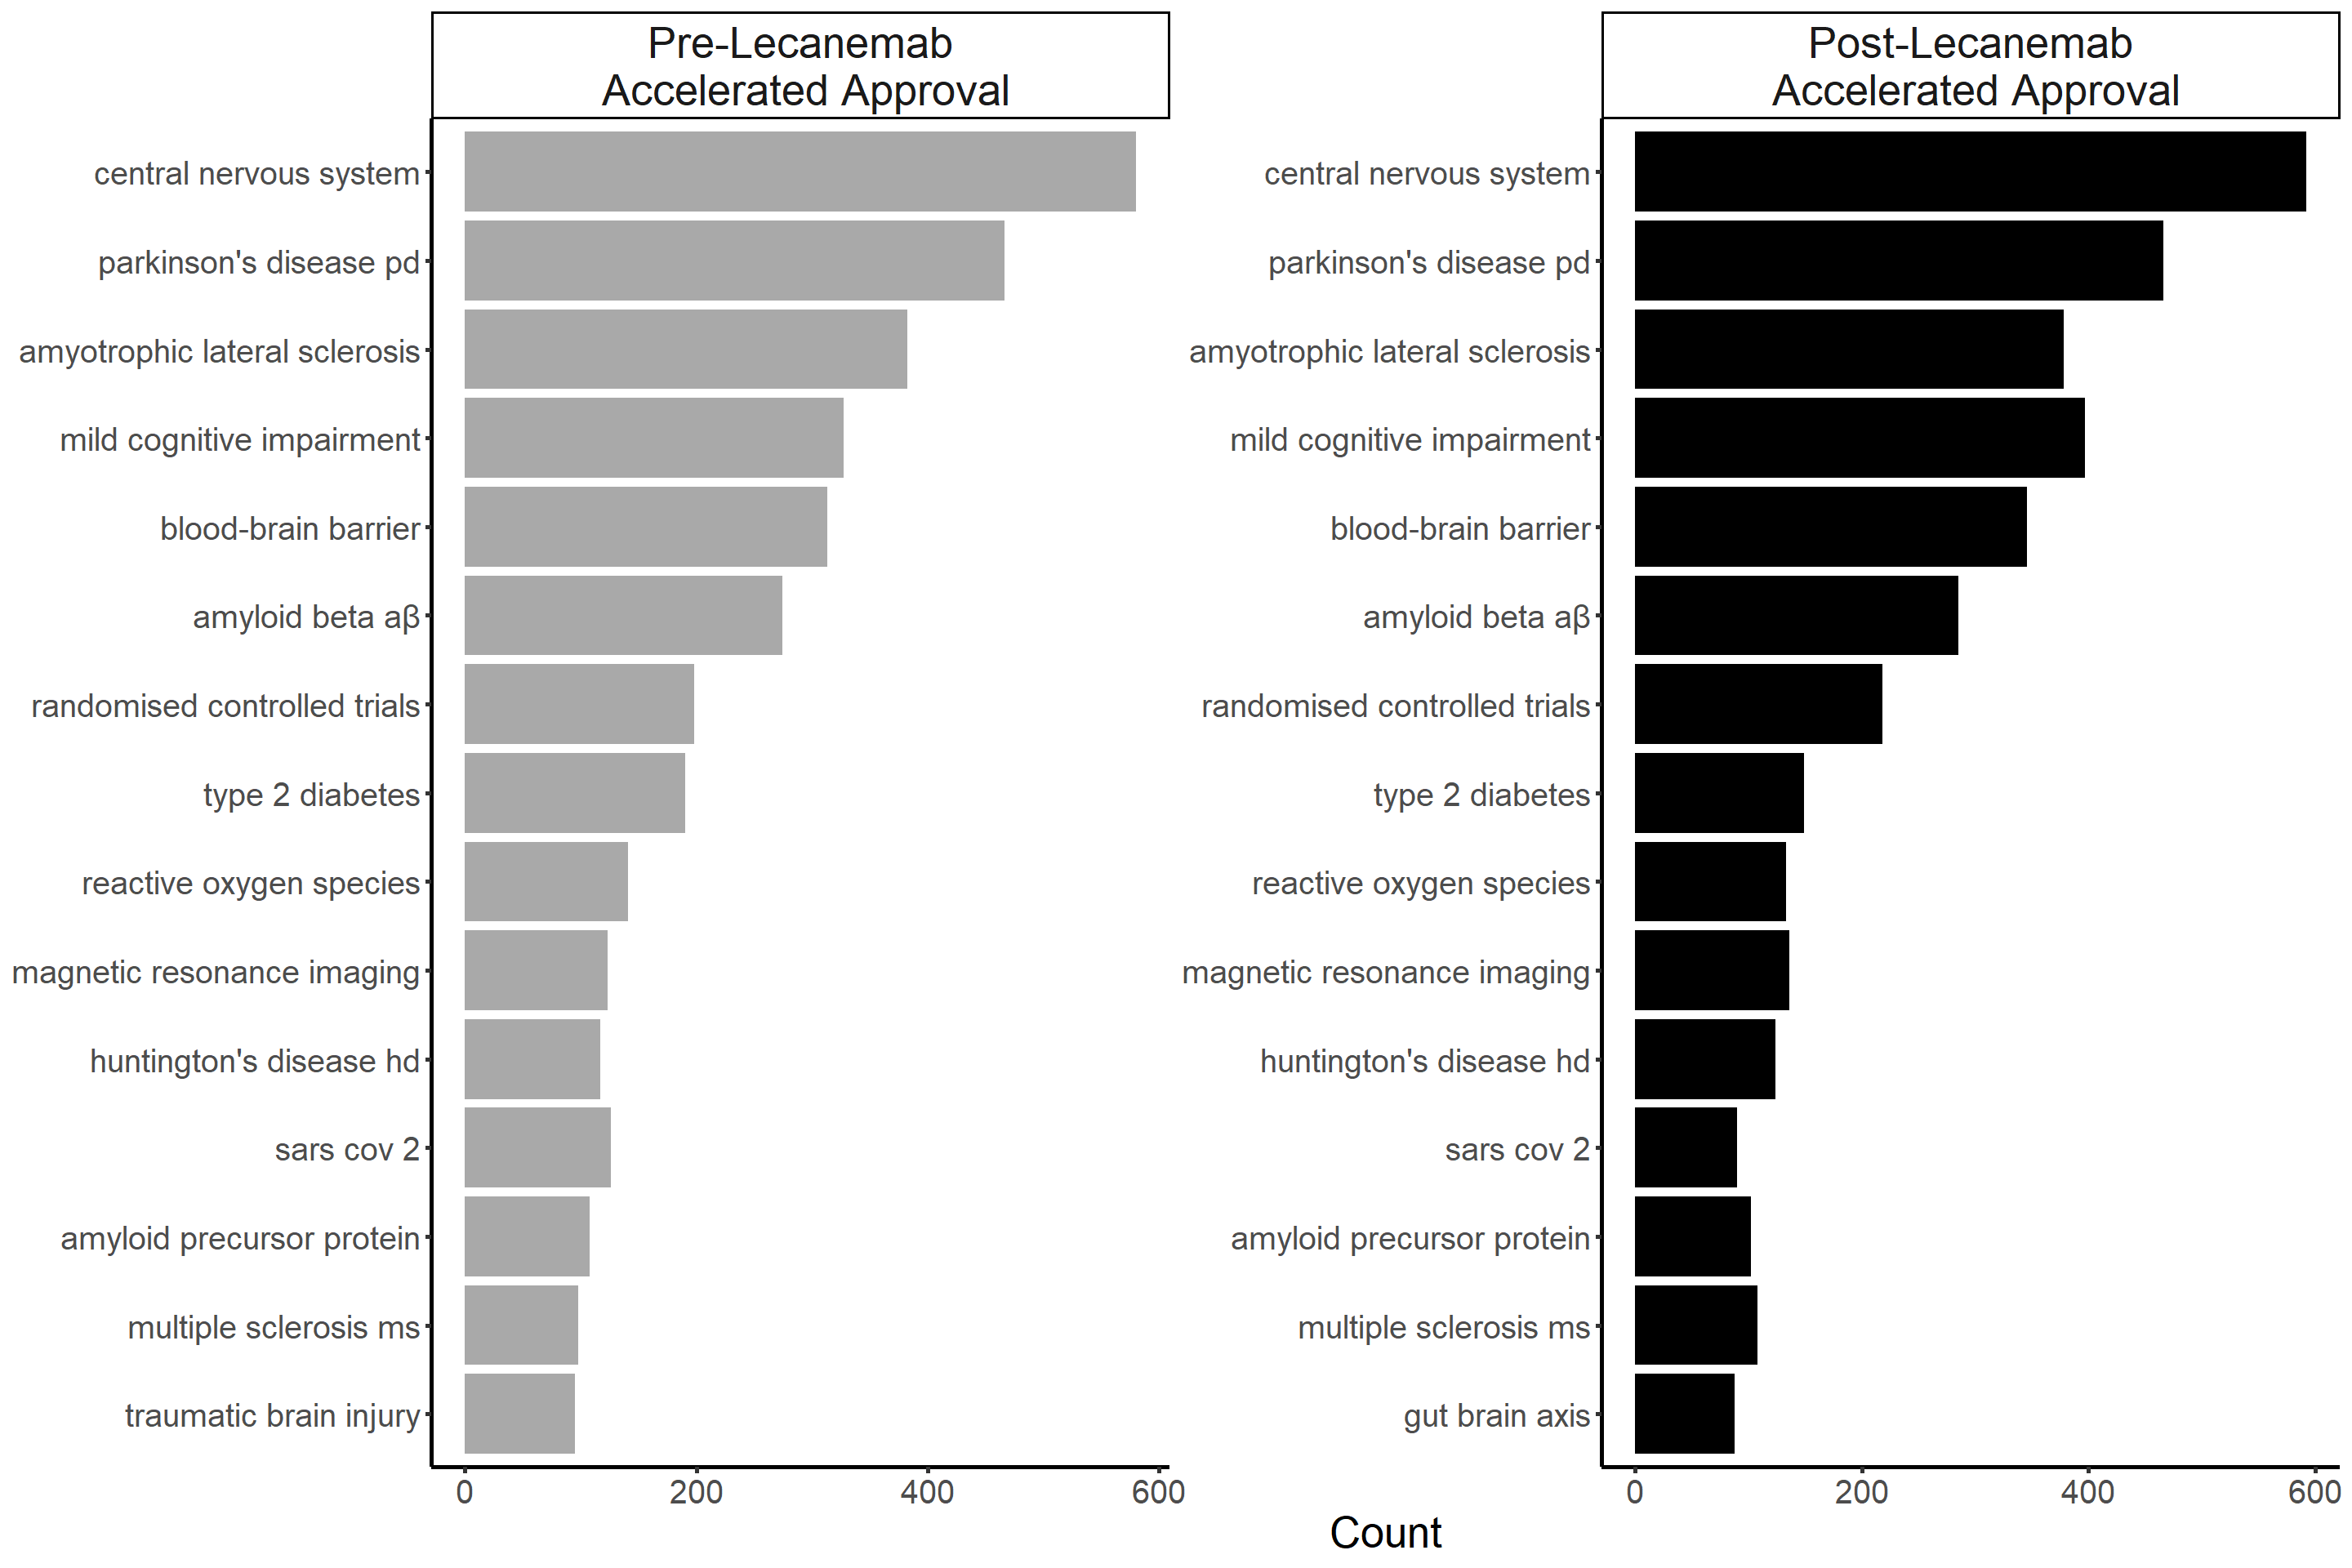 Pre-Lecanemab
Accelerated Approval
central nervous system
parkinson's disease pd
amyotrophic lateral sclerosis
mild cognitive impairment
blood-brain barrier
amyloid beta aβ
randomised controlled trials
type 2 diabetes
reactive oxygen species
magnetic resonance imaging
huntington's disease hd
sars cov 2
amyloid precursor protein
multiple sclerosis ms
traumatic brain injury
0 200 400 600
Post-Lecanemab
Accelerated Approval
central nervous system
parkinson's disease pd
amyotrophic lateral sclerosis
mild cognitive impairment
blood-brain barrier
amyloid beta aβ
randomised controlled trials
type 2 diabetes
reactive oxygen species
magnetic resonance imaging
huntington's disease hd
sars cov 2
amyloid precursor protein
multiple sclerosis ms
gut brain axis
0 200 400 600
Count